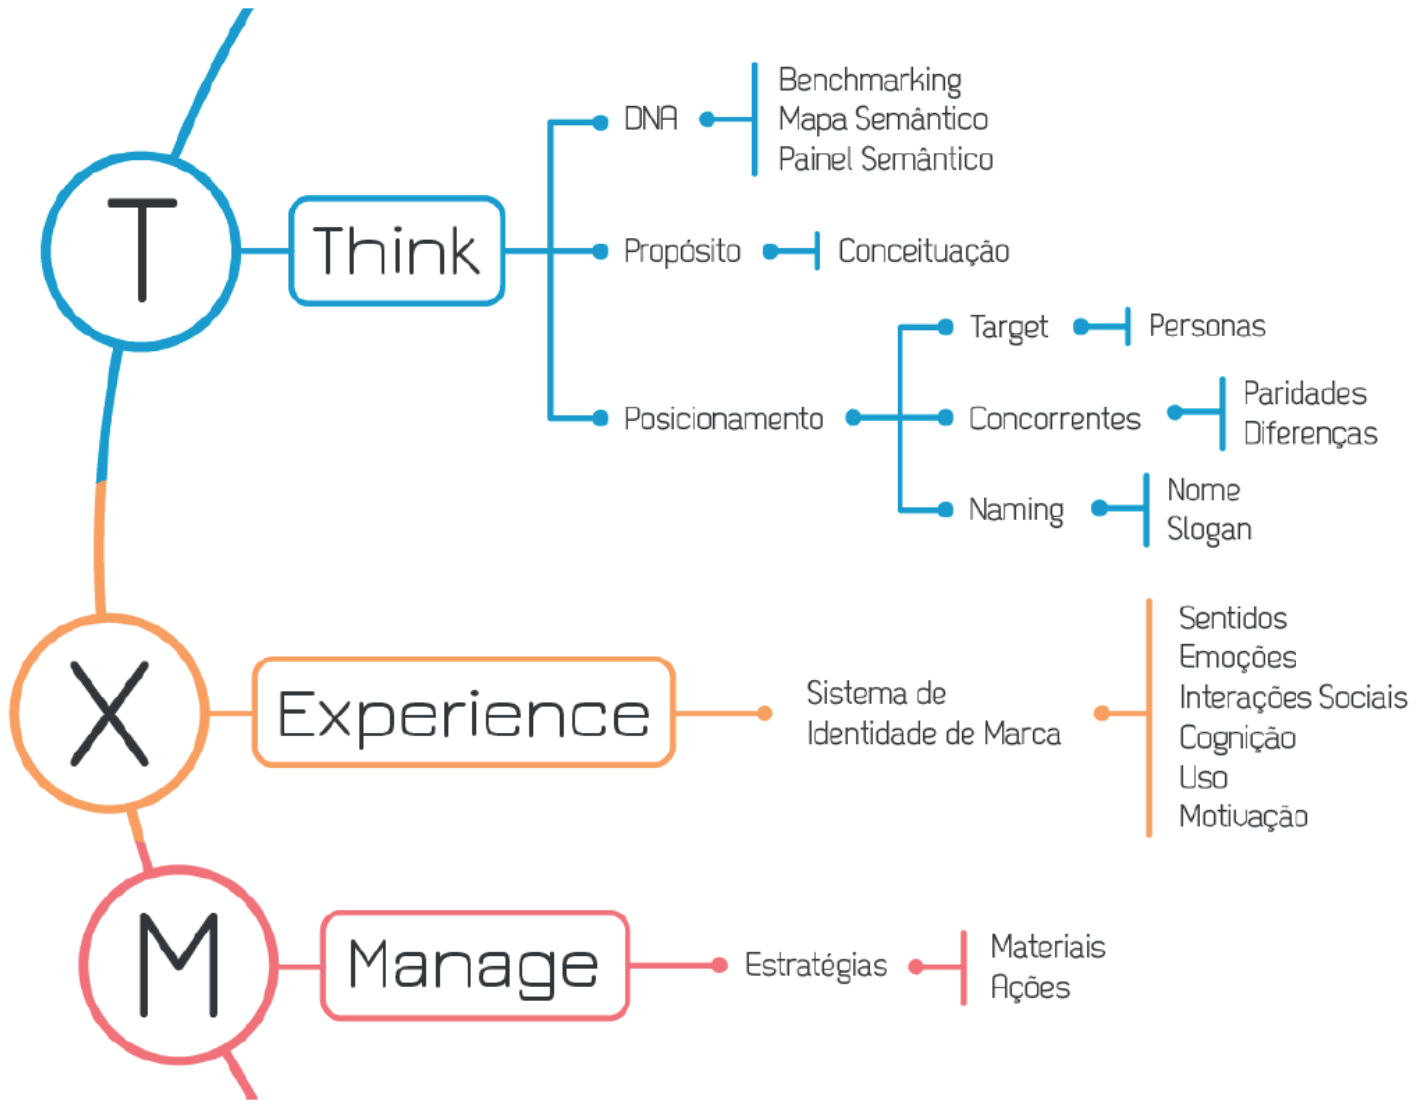 T
Think
DNA
Benchmarking
Mapa Semântico
Painel Semântico
Propósito
Conceituação
Posicionamento
Target
Personas
Concorrentes
Paridades
Diferenças
Naming
Nome
Slogan
X
Experience
Sistema de
Identidade de Marca
Sentidos
Emoções
Interações Sociais
Cognição
Uso
Motivação
M
Manage
Estratégias
Materiais
Ações